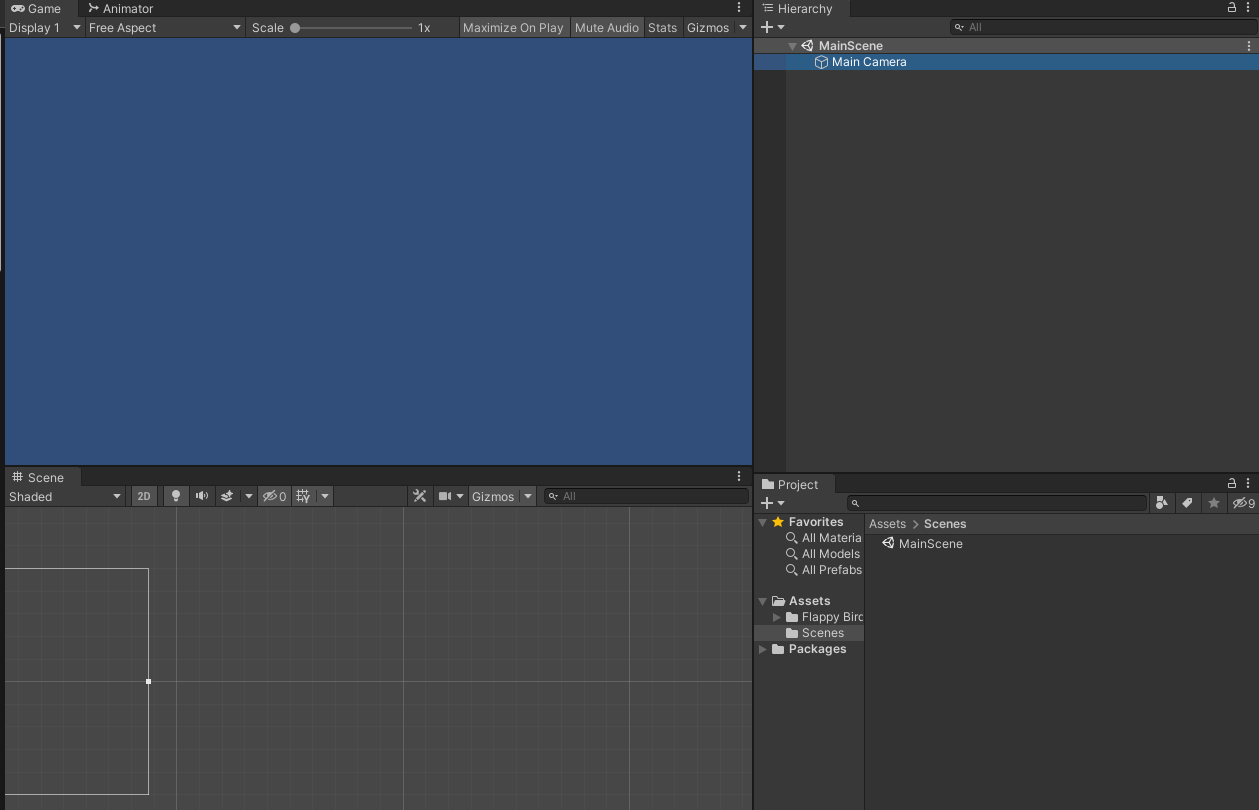 Game
Animator
Display 1
Free Aspect
Scale
1x
Maximize On Play
Mute Audio
Stats
Gizmos
Hierarchy
All
MainScene
Main Camera
Scene
Shaded
2D
0
Gizmos
All
Project
9
Favorites
All Materia
All Models
All Prefabs
Assets
Flappy Bird
Scenes
Packages
Assets > Scenes
MainScene